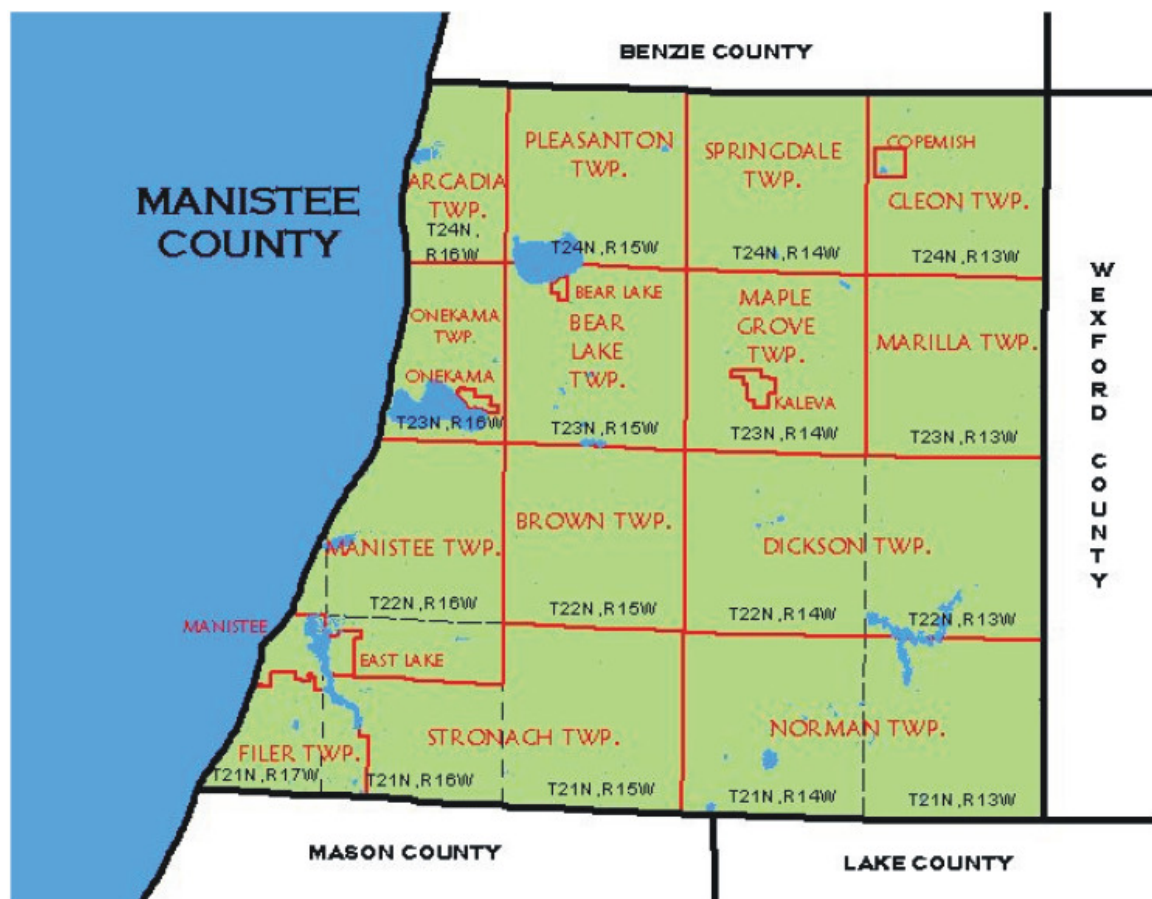 BENZIE COUNTY
MANISTEE
COUNTY
ARCADIA
TWP.
T24N,
R16W
PLEASANTON
TWP.
T24N,R15W
SPRINGDALE
TWP.
T24N,R14W
COPEMISH
CLEON TWP.
T24N,R13W
ONEKAMA
TWP.
ONEKAMA
T23N,R16W
BEAR LAKE
BEAR
LAKE
TWP.
T23N,R15W
MAPLE
GROVE
TWP.
KALEVA
T23N,R14W
MARILLA TWP.
T23N,R13W
WEXFORD COUNTY
MANISTEE TWP.
T22N,R16W
BROWN TWP.
T22N,R15W
DICKSON TWP.
T22N,R14W
T22N,R13W
MANISTEE
EAST LAKE
FILER TWP.
T21N,R17W
STRONACH TWP.
T21N,R16W
T21N,R15W
NORMAN TWP.
T21N,R14W
T21N,R13W
MASON COUNTY
LAKE COUNTY